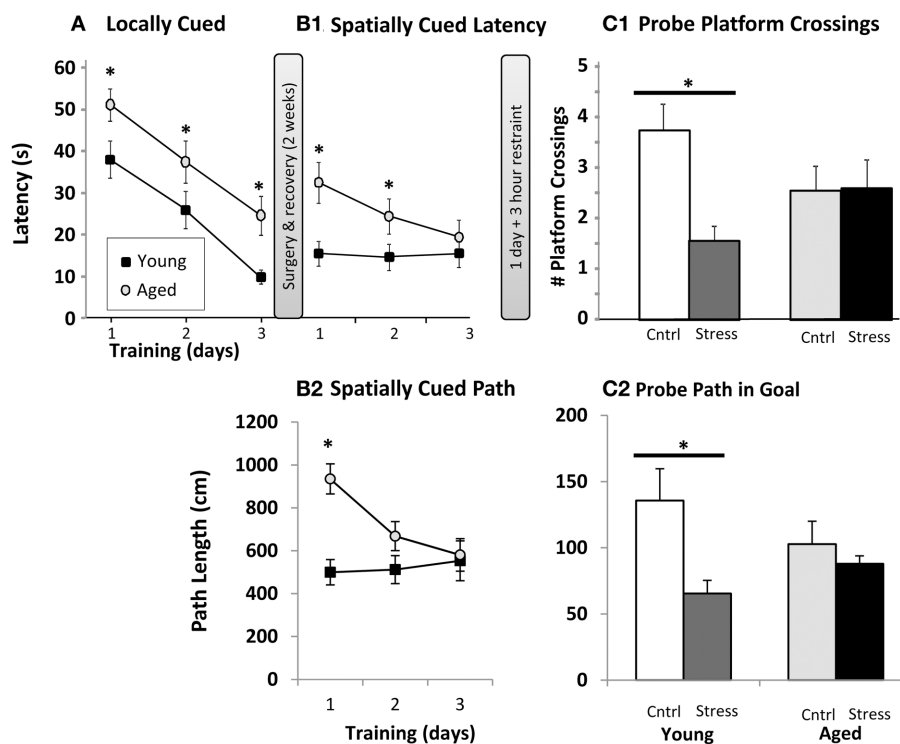 A Locally Cued
Latency (s)
60
50
40
30
20
10
0
*
*
*
Young
Aged
1 2 3
Training (days)
Surgery & recovery (2 weeks)
B1 Spatially Cued Latency
*
*
1 2 3
1 day + 3 hour restraint
C1 Probe Platform Crossings
# Platform Crossings
5
4
3
2
1
0
*
Cntrl Stress Cntrl Stress
B2 Spatially Cued Path
Path Length (cm)
1200
1000
800
600
400
200
0
*
1 2 3
Training (days)
C2 Probe Path in Goal
200
150
100
50
0
*
Cntrl Stress Cntrl Stress
Young Aged